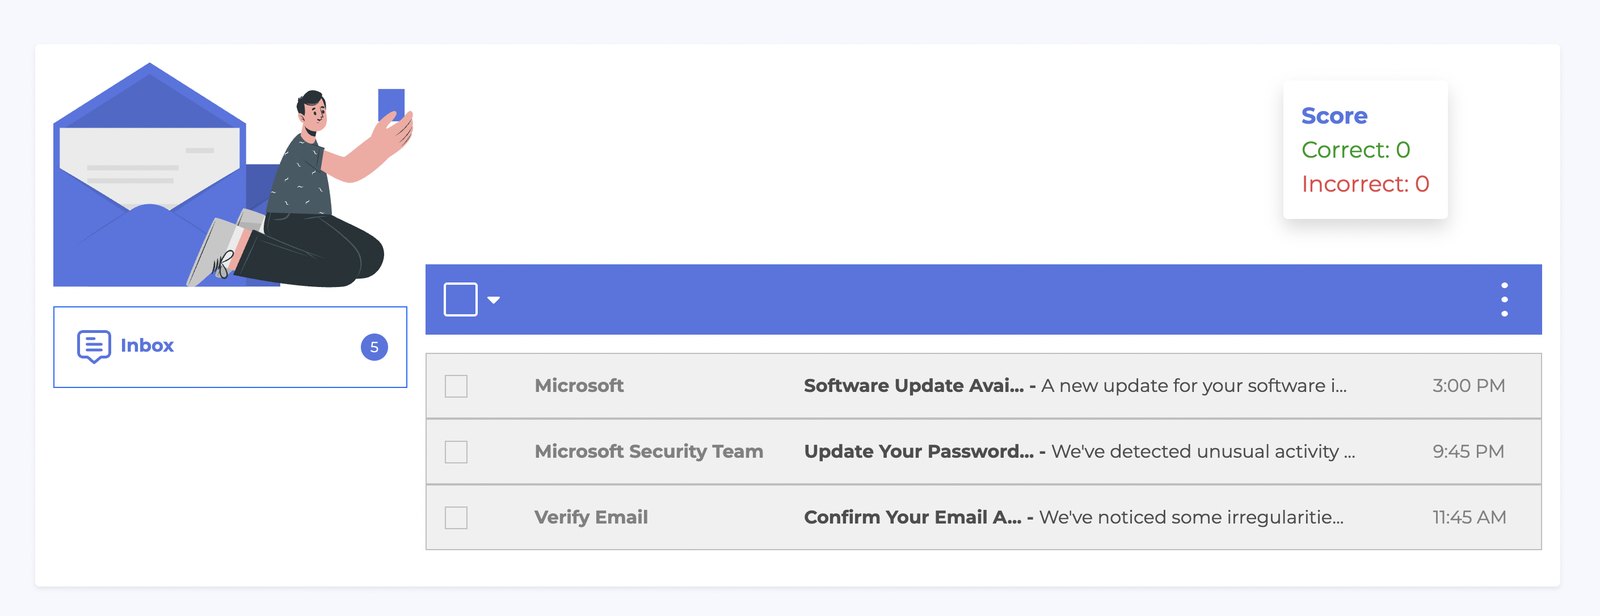 Score
Correct: 0
Incorrect: 0
Inbox 5
Microsoft Software Update Avai... - A new update for your software i... 3:00 PM
Microsoft Security Team Update Your Password... - We've detected unusual activity ... 9:45 PM
Verify Email Confirm Your Email A... - We've noticed some irregularitie... 11:45 AM